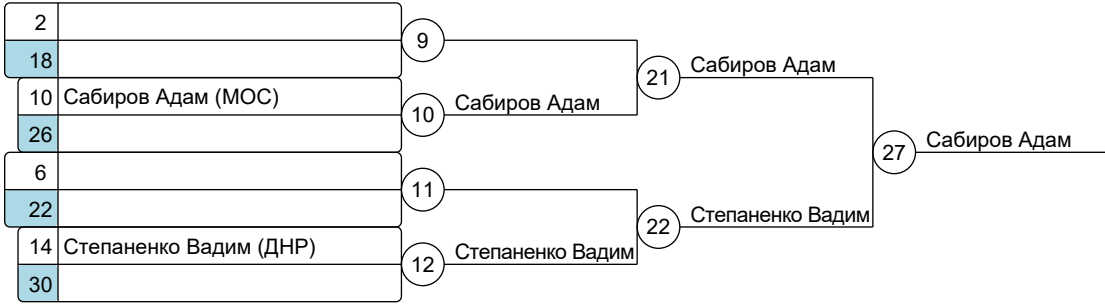 2
9
18
21 Сабиров Адам
10 Сабиров Адам (МОС)
10 Сабиров Адам
26
27 Сабиров Адам
6
11
22
22 Степаненко Вадим
14 Степаненко Вадим (ДНР)
12 Степаненко Вадим
30